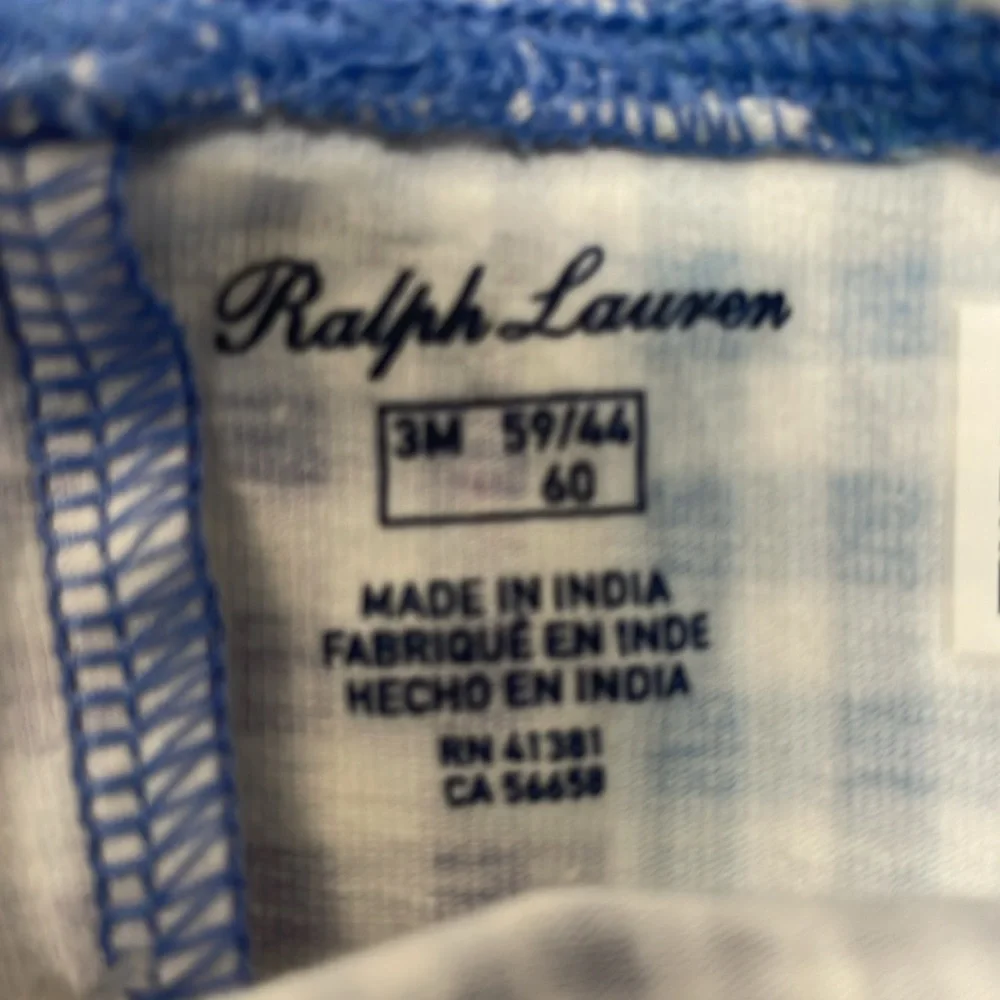 Ralph Lauren
3M 59/44
60
MADE IN INDIA
FABRIQUÉ EN INDE
HECHO EN INDIA
RN 41381
CA 56658